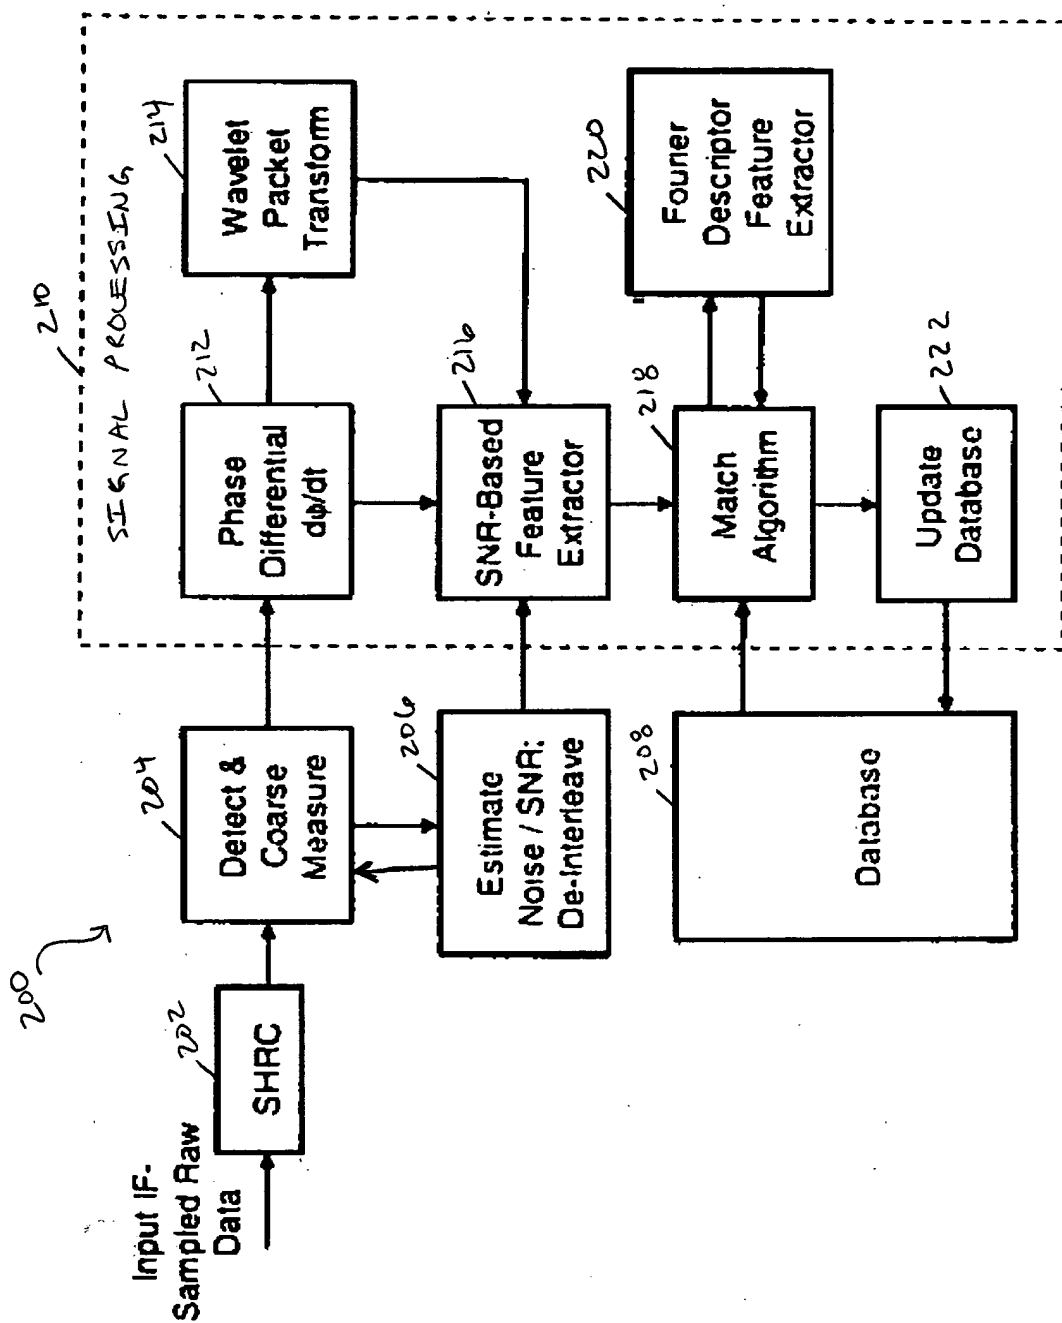 200
Input IF-
Sampled Raw
Data
202
SHRC
204
Detect &
Coarse
Measure
206
Estimate
Noise / SNR:
De-Interleave
208
Database
210
SIGNAL PROCESSING
212
Phase
Differential
dφ/dt
214
Wavelet
Packet
Transform
216
SNR-Based
Feature
Extractor
218
Match
Algorithm
220
Fourier
Descriptor
Feature
Extractor
222
Update
Database